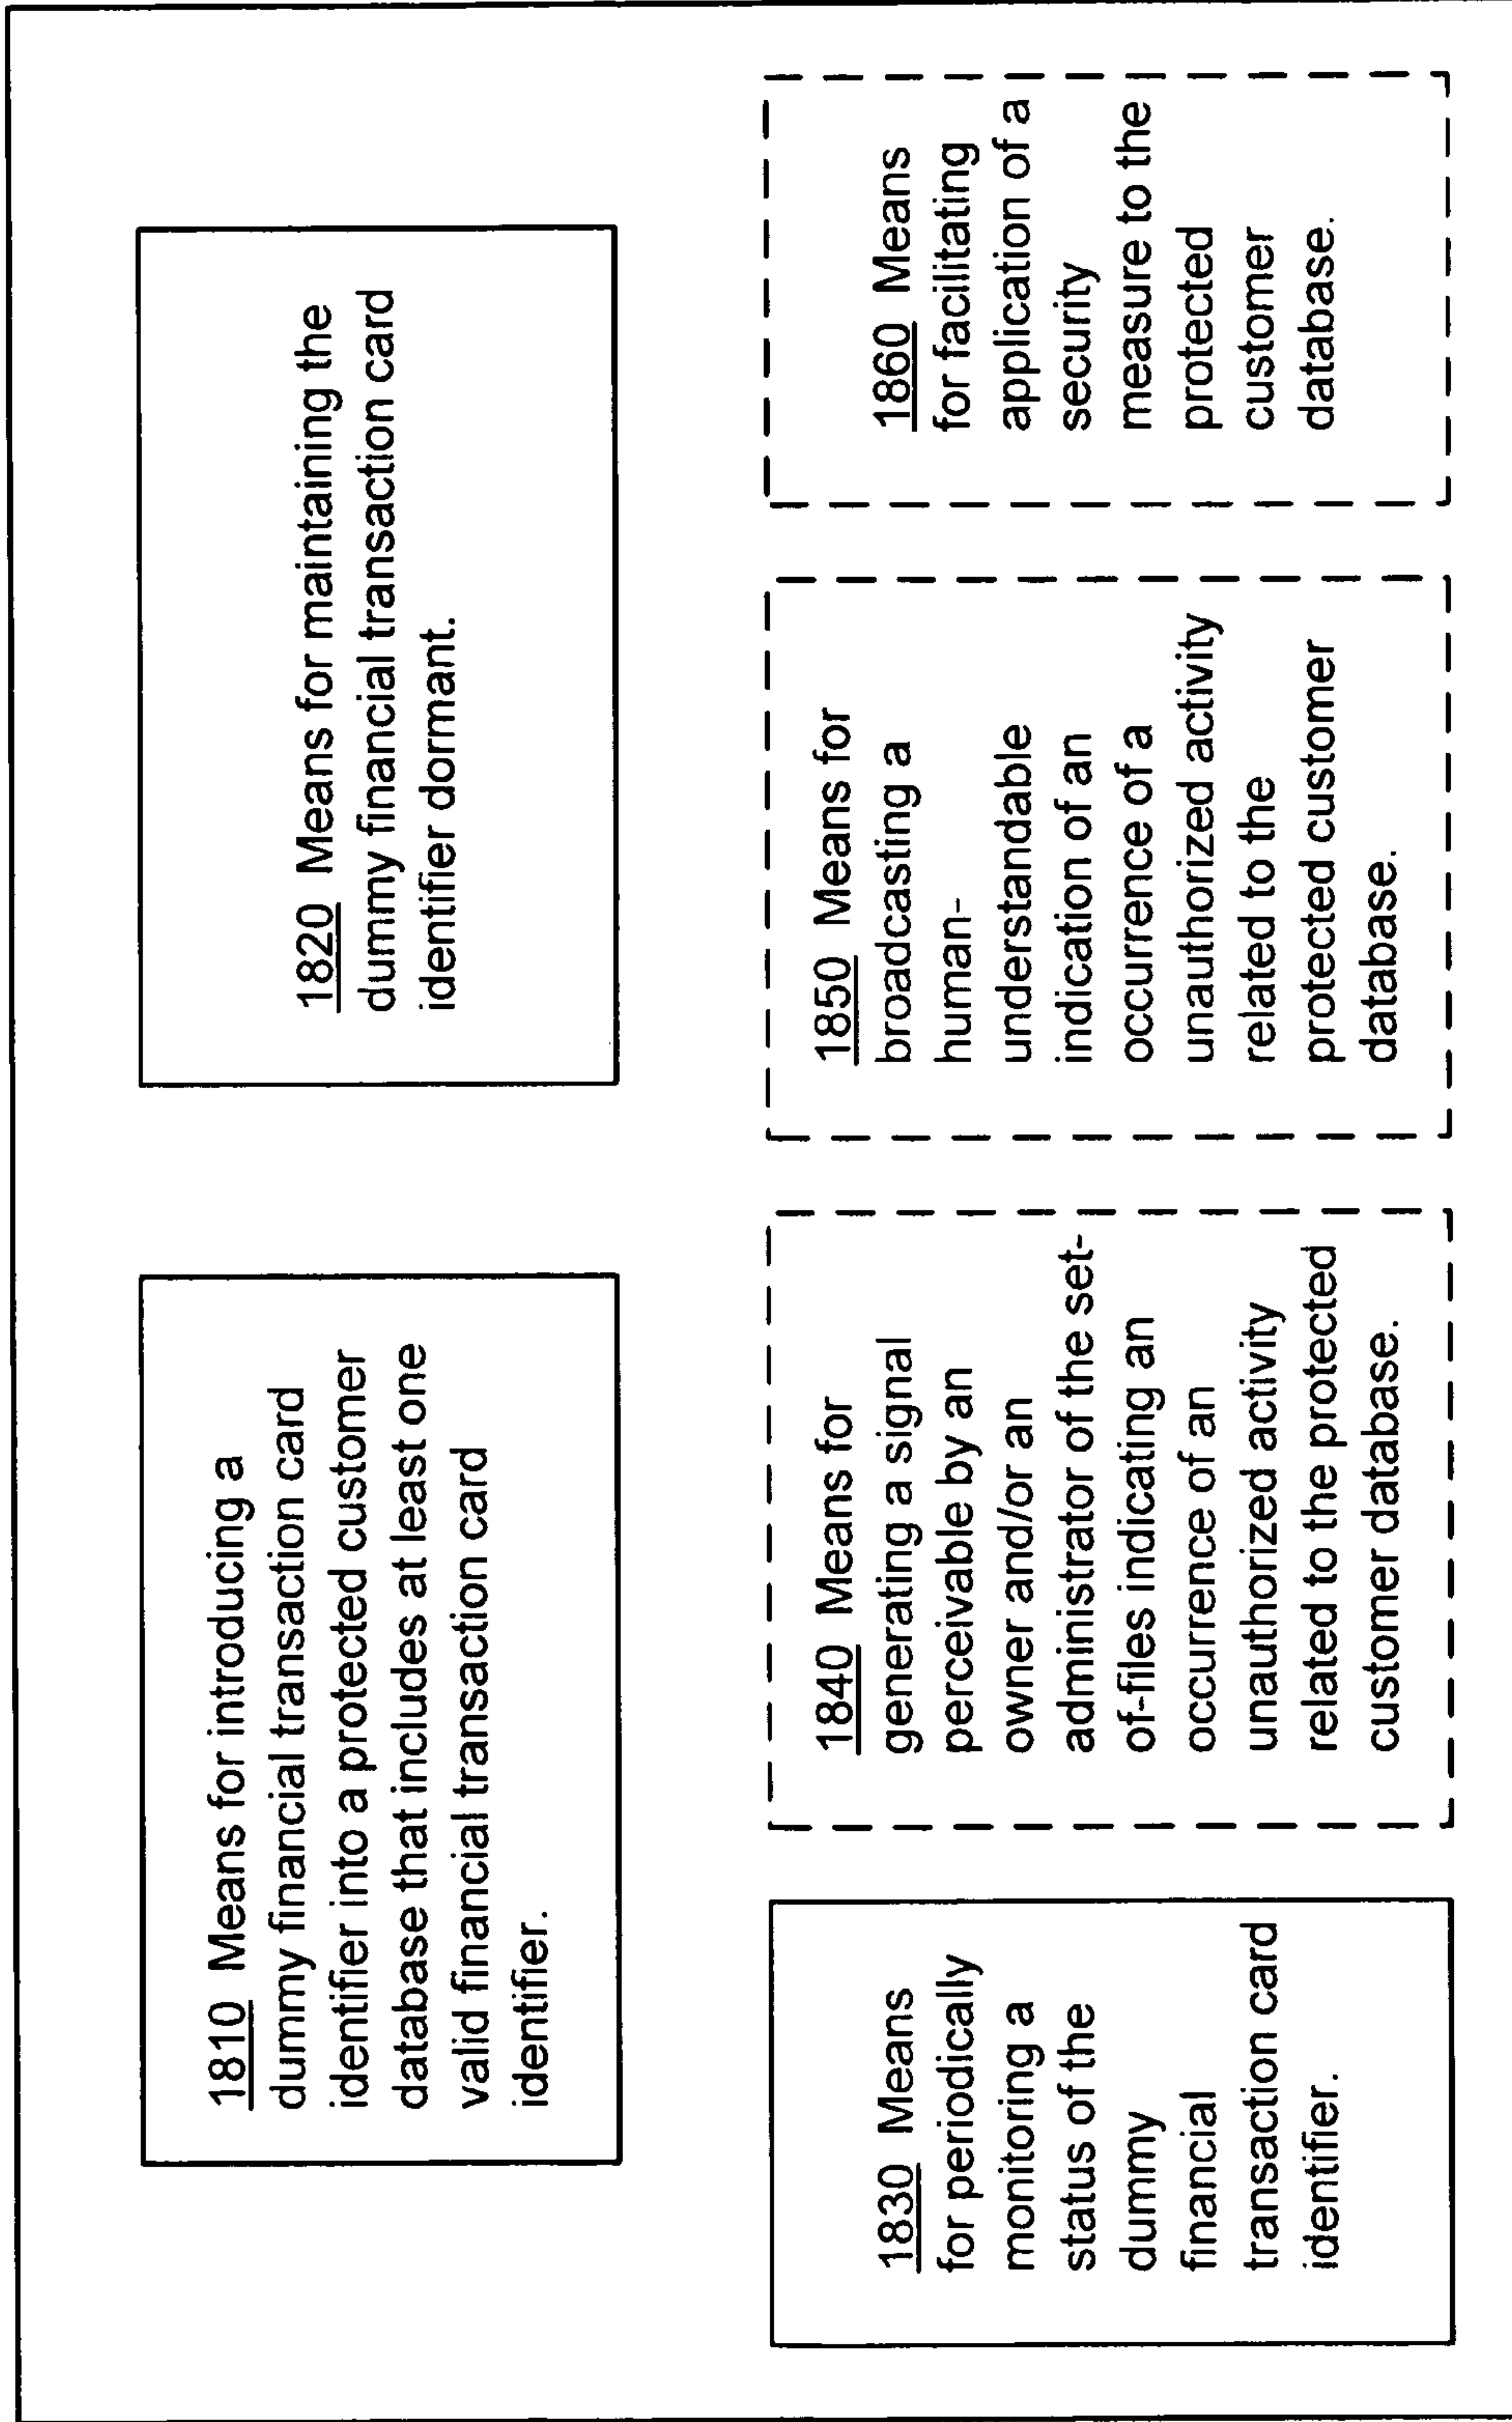 1810 Means for introducing a
dummy financial transaction card
identifier into a protected customer
database that includes at least one
valid financial transaction card
identifier.
1820 Means for maintaining the
dummy financial transaction card
identifier dormant.
1830 Means
for periodically
monitoring a
status of the
dummy
financial
transaction card
identifier.
1840 Means for
generating a signal
perceivable by an
owner and/or an
administrator of the set-
of-files indicating an
occurrence of an
unauthorized activity
related to the protected
customer database.
1850 Means for
broadcasting a
human-
understandable
indication of an
occurrence of a
unauthorized activity
related to the
protected customer
database.
1860 Means
for facilitating
application of a
security
measure to the
protected
customer
database.